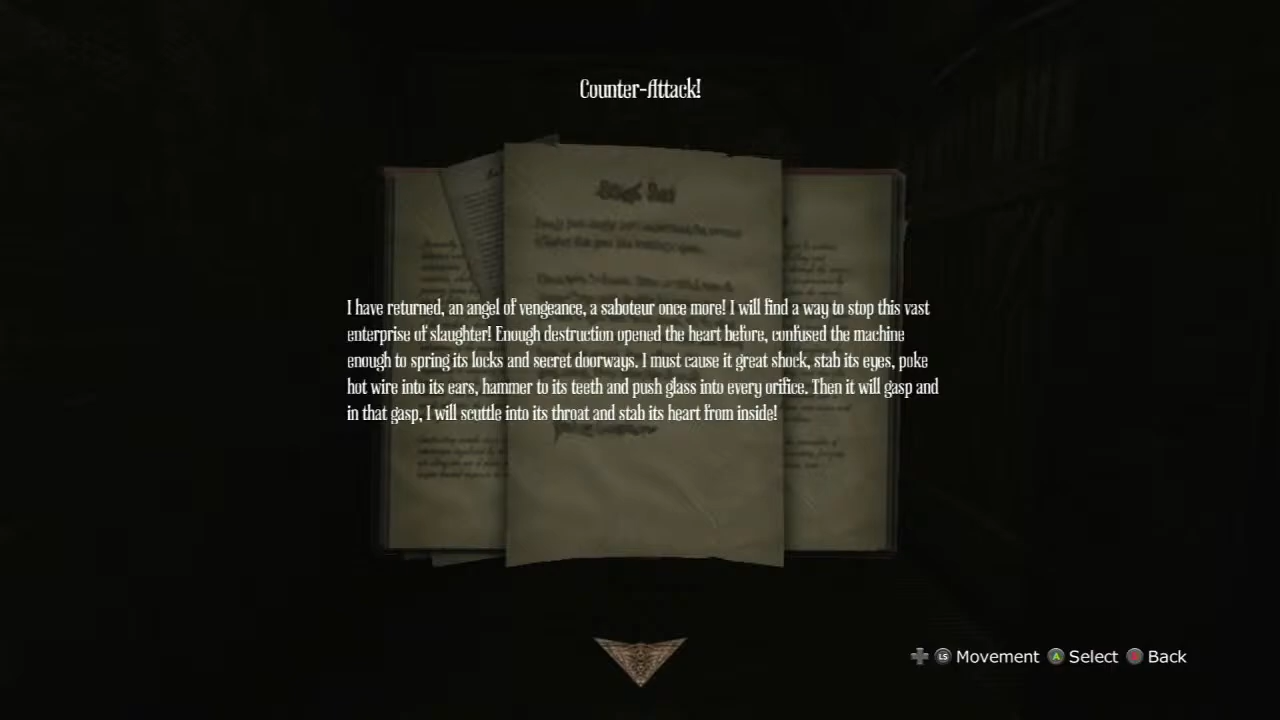 Counter-Attack!
I have returned, an angel of vengeance, a saboteur once more! I will find a way to stop this vast
enterprise of slaughter! Enough destruction opened the heart before, confused the machine
enough to spring its locks and secret doorways. I must cause it great shock, stab its eyes, poke
hot wire into its ears, hammer to its teeth and push glass into every orifice. Then it will gasp and
in that gasp, I will scuttle into its throat and stab its heart from inside!
LS Movement A Select B Back